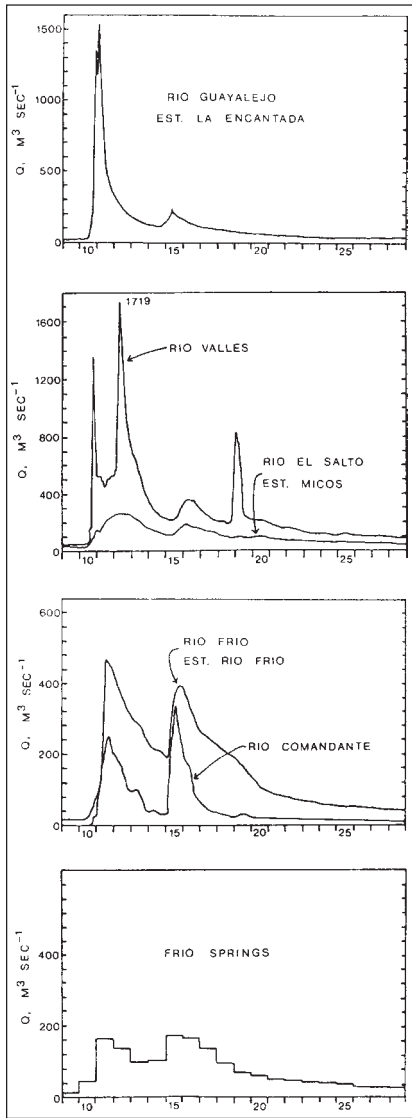 1500
1000
500
0
Q, M³ SEC⁻¹
RIO GUAYALEJO
EST. LA ENCANTADA
10 15 20 25
1719
1600
1200
800
400
0
Q, M³ SEC⁻¹
RIO VALLES
RIO EL SALTO
EST. MICOS
10 15 20 25
600
400
200
0
Q, M³ SEC⁻¹
RIO FRIO
EST. RIO FRIO
RIO COMANDANTE
10 15 20 25
400
200
0
Q, M³ SEC⁻¹
FRIO SPRINGS
10 15 20 25